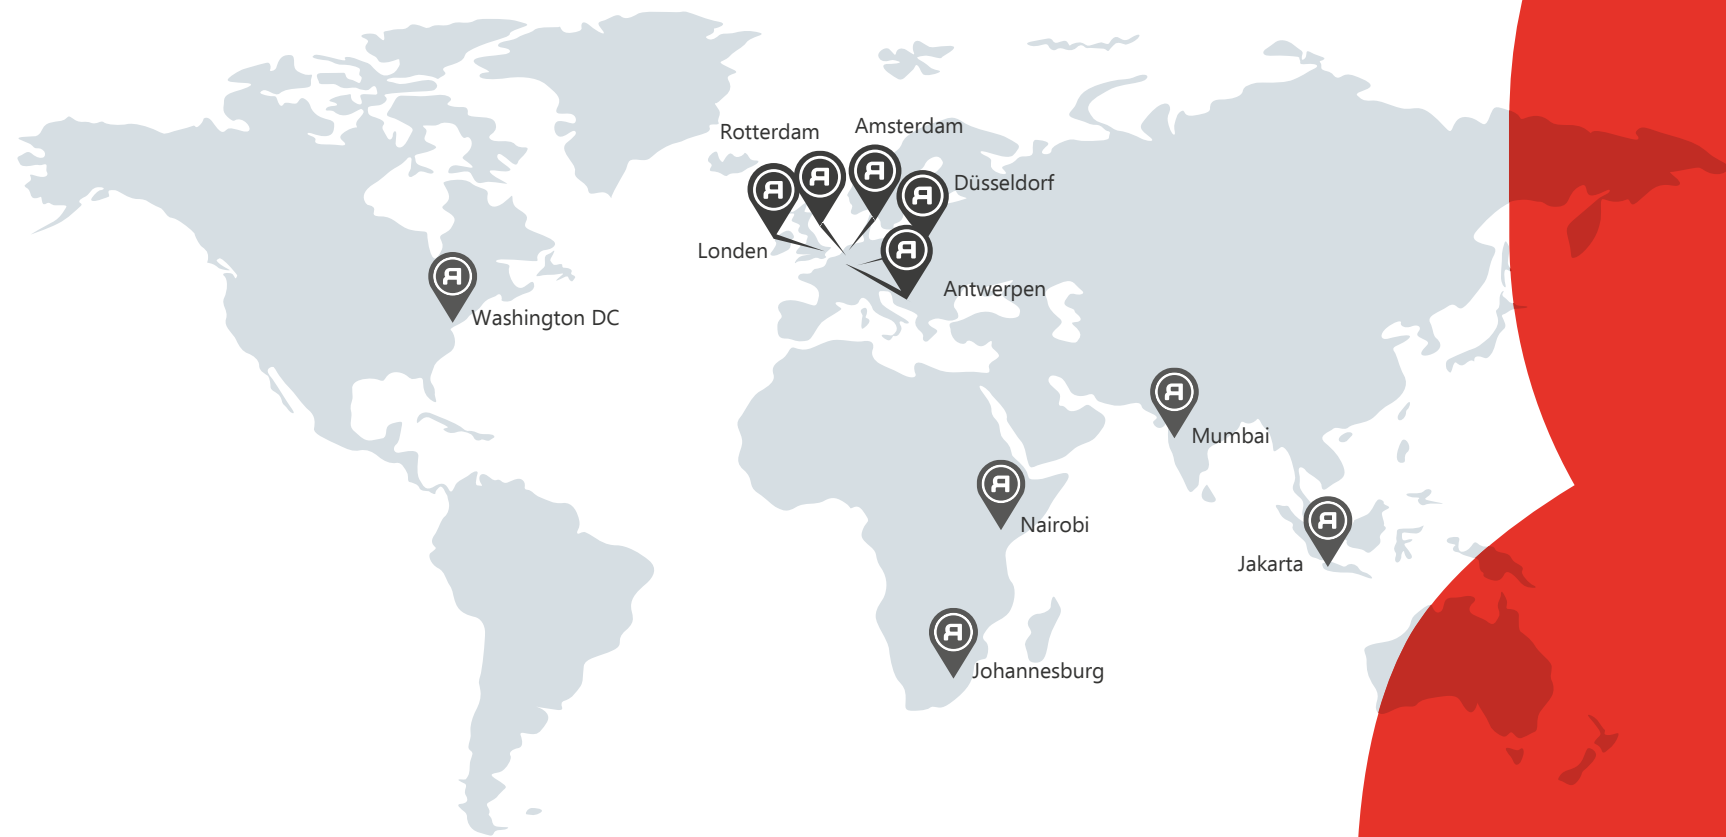 Rotterdam
Amsterdam
Düsseldorf
Londen
Antwerpen
Washington DC
Mumbai
Nairobi
Jakarta
Johannesburg